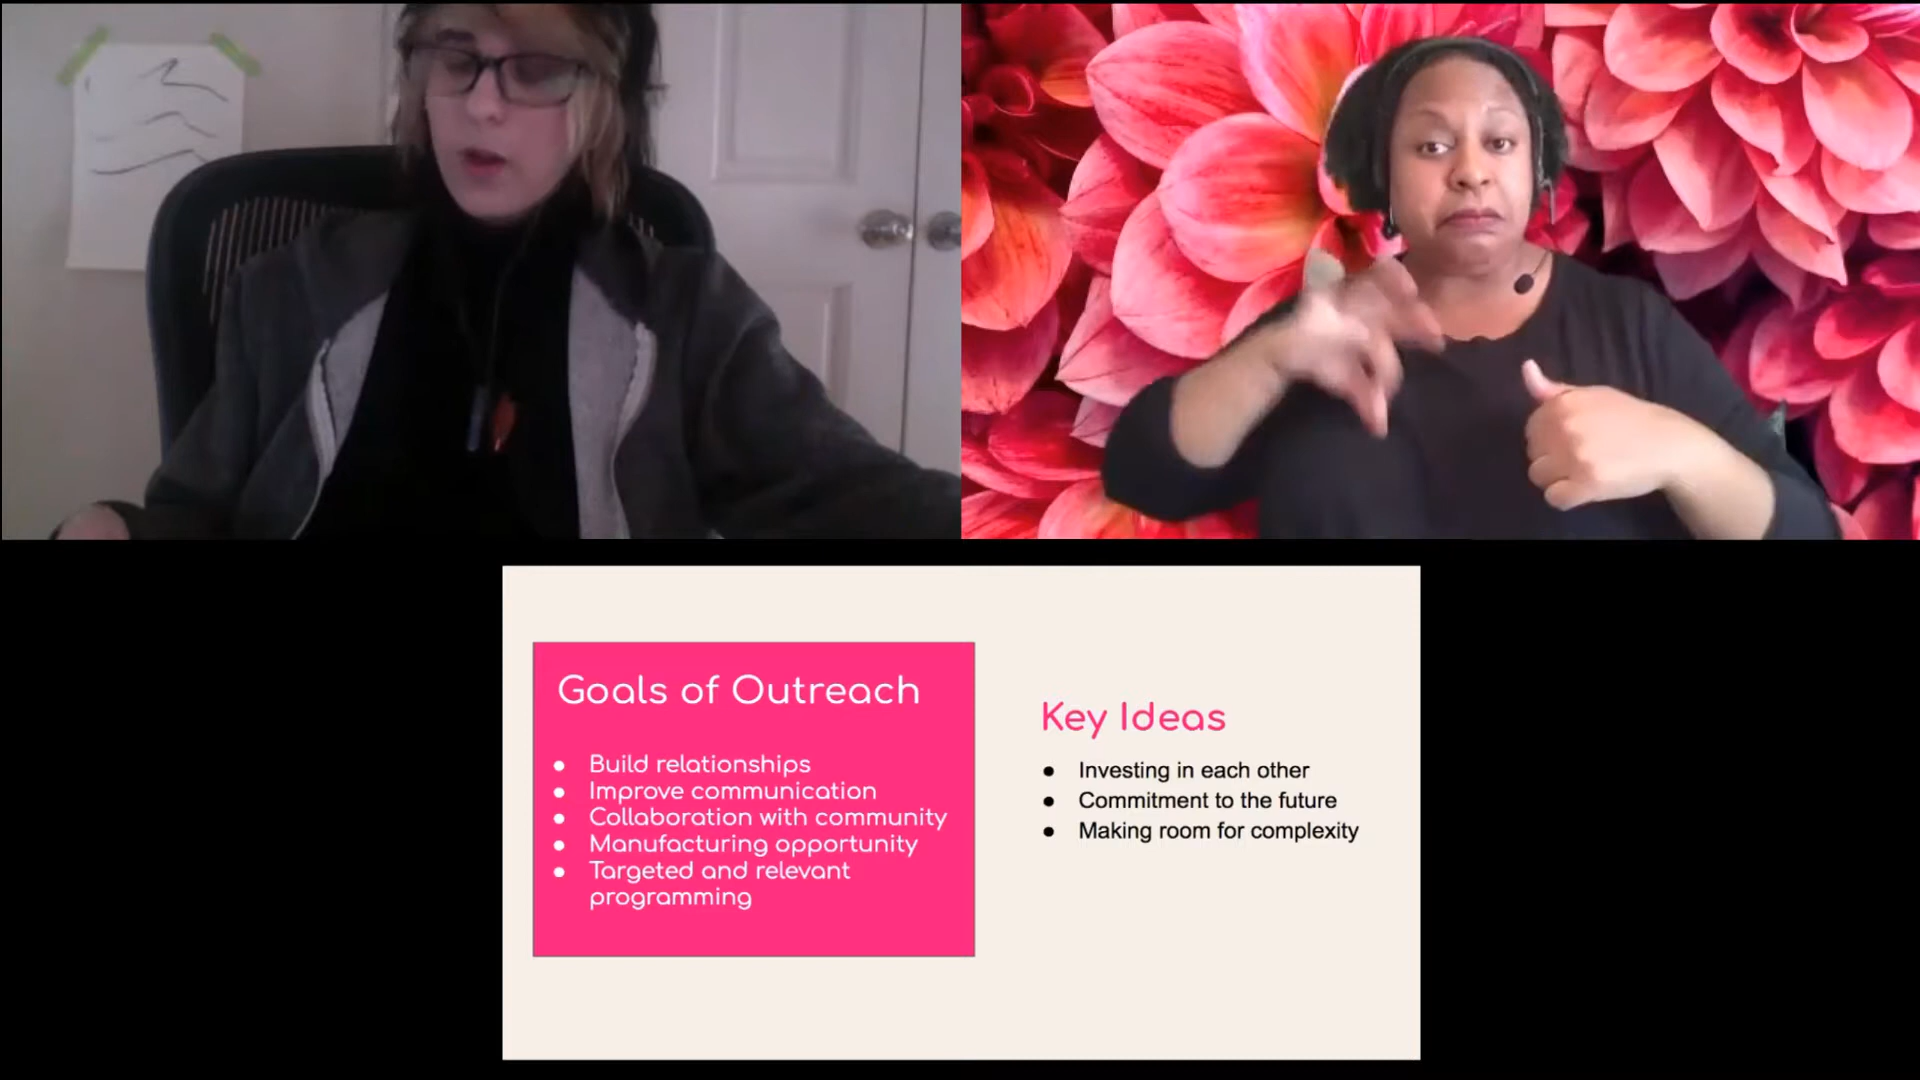 Goals of Outreach
● Build relationships
● Improve communication
● Collaboration with community
● Manufacturing opportunity
● Targeted and relevant
programming
Key Ideas
● Investing in each other
● Commitment to the future
● Making room for complexity